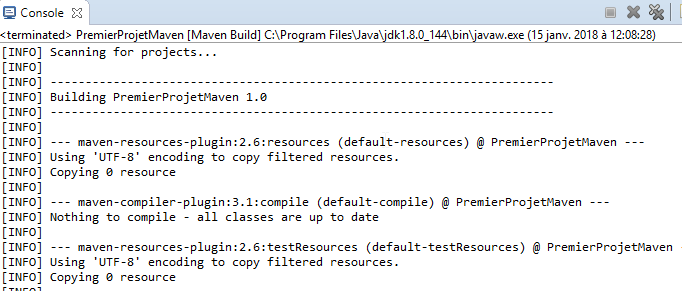 Console
<terminated> PremierProjetMaven [Maven Build] C:\Program Files\Java\jdk1.8.0_144\bin\javaw.exe (15 janv. 2018 à 12:08:28)
[INFO] Scanning for projects...
[INFO]
[INFO] ------------------------------------------------------------------------
[INFO] Building PremierProjetMaven 1.0
[INFO] ------------------------------------------------------------------------
[INFO]
[INFO] --- maven-resources-plugin:2.6:resources (default-resources) @ PremierProjetMaven ---
[INFO] Using 'UTF-8' encoding to copy filtered resources.
[INFO] Copying 0 resource
[INFO]
[INFO] --- maven-compiler-plugin:3.1:compile (default-compile) @ PremierProjetMaven ---
[INFO] Nothing to compile - all classes are up to date
[INFO]
[INFO] --- maven-resources-plugin:2.6:testResources (default-testResources) @ PremierProjetMaven -
[INFO] Using 'UTF-8' encoding to copy filtered resources.
[INFO] Copying 0 resource